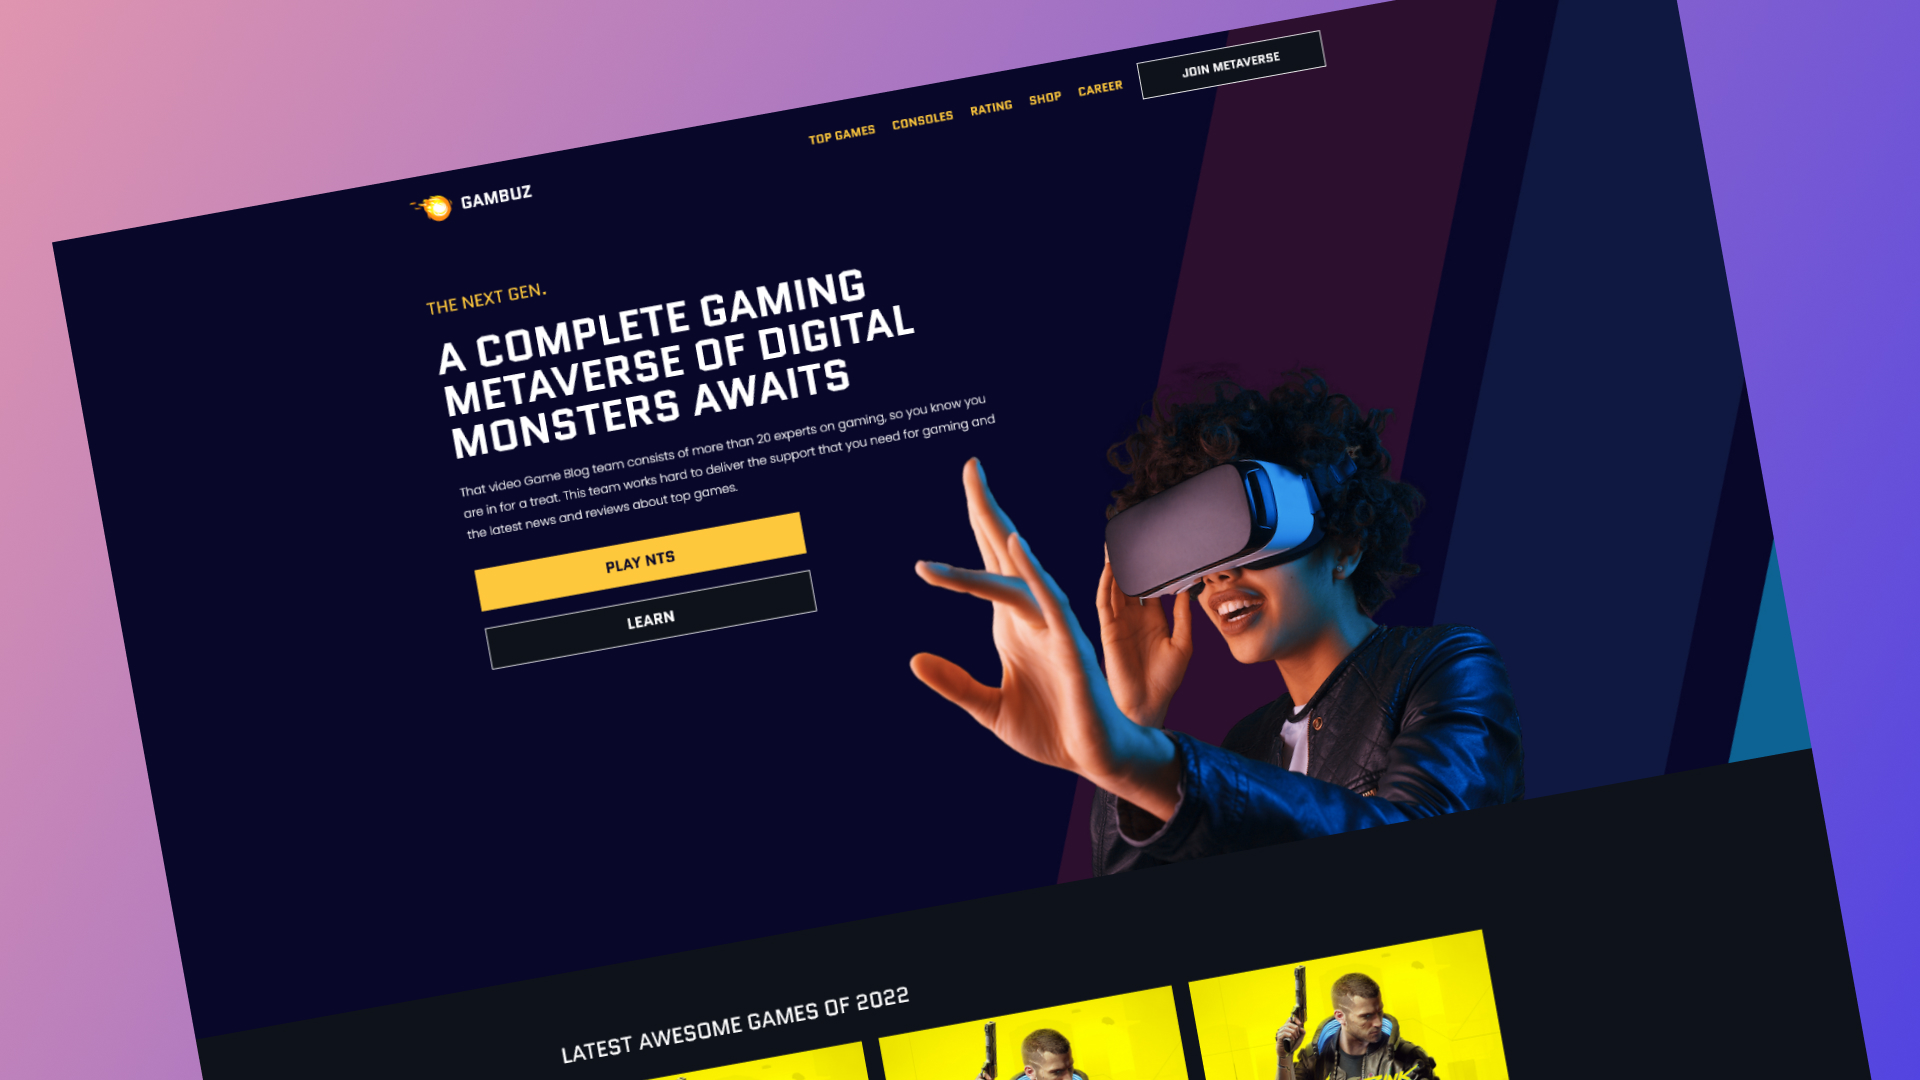 TOP GAMES CONSOLES RATING SHOP CAREER JOIN METAVERSE
GAMBUZ
THE NEXT GEN.
A COMPLETE GAMING
METAVERSE OF DIGITAL
MONSTERS AWAITS
That video Game Blog team consists of more than 20 experts on gaming, so you know you
are in for a treat. This team works hard to deliver the support that you need for gaming and
the latest news and reviews about top games.
PLAY NTS
LEARN
LATEST AWESOME GAMES OF 2022